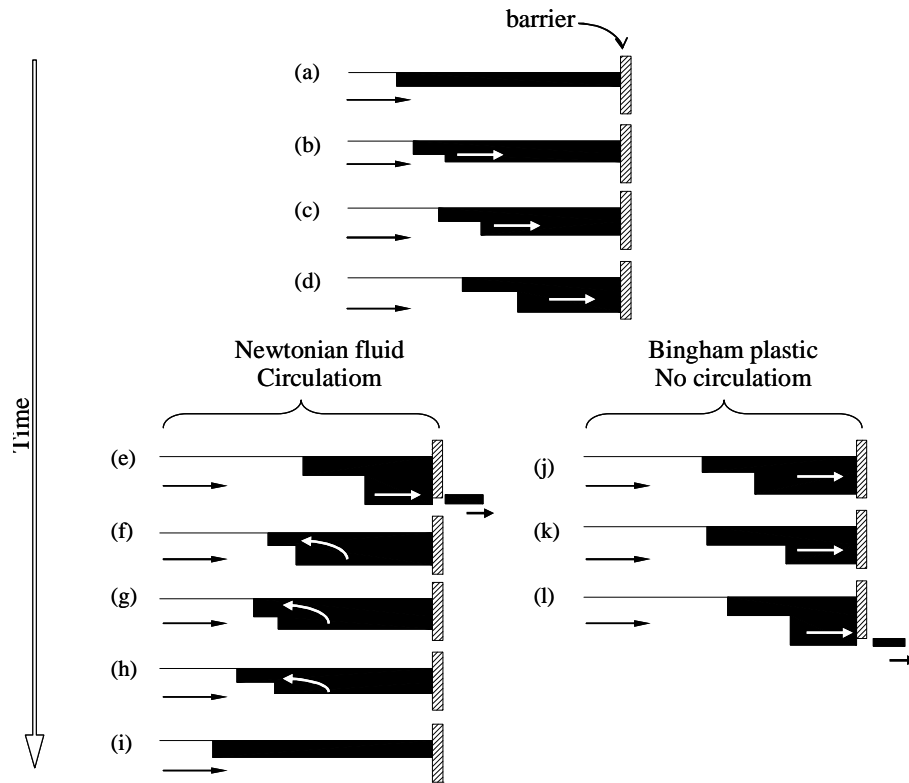 barrier
(a)
(b)
(c)
(d)
Time
Newtonian fluid
Circulatiom
(e)
(f)
(g)
(h)
(i)
Bingham plastic
No circulatiom
(j)
(k)
(l)